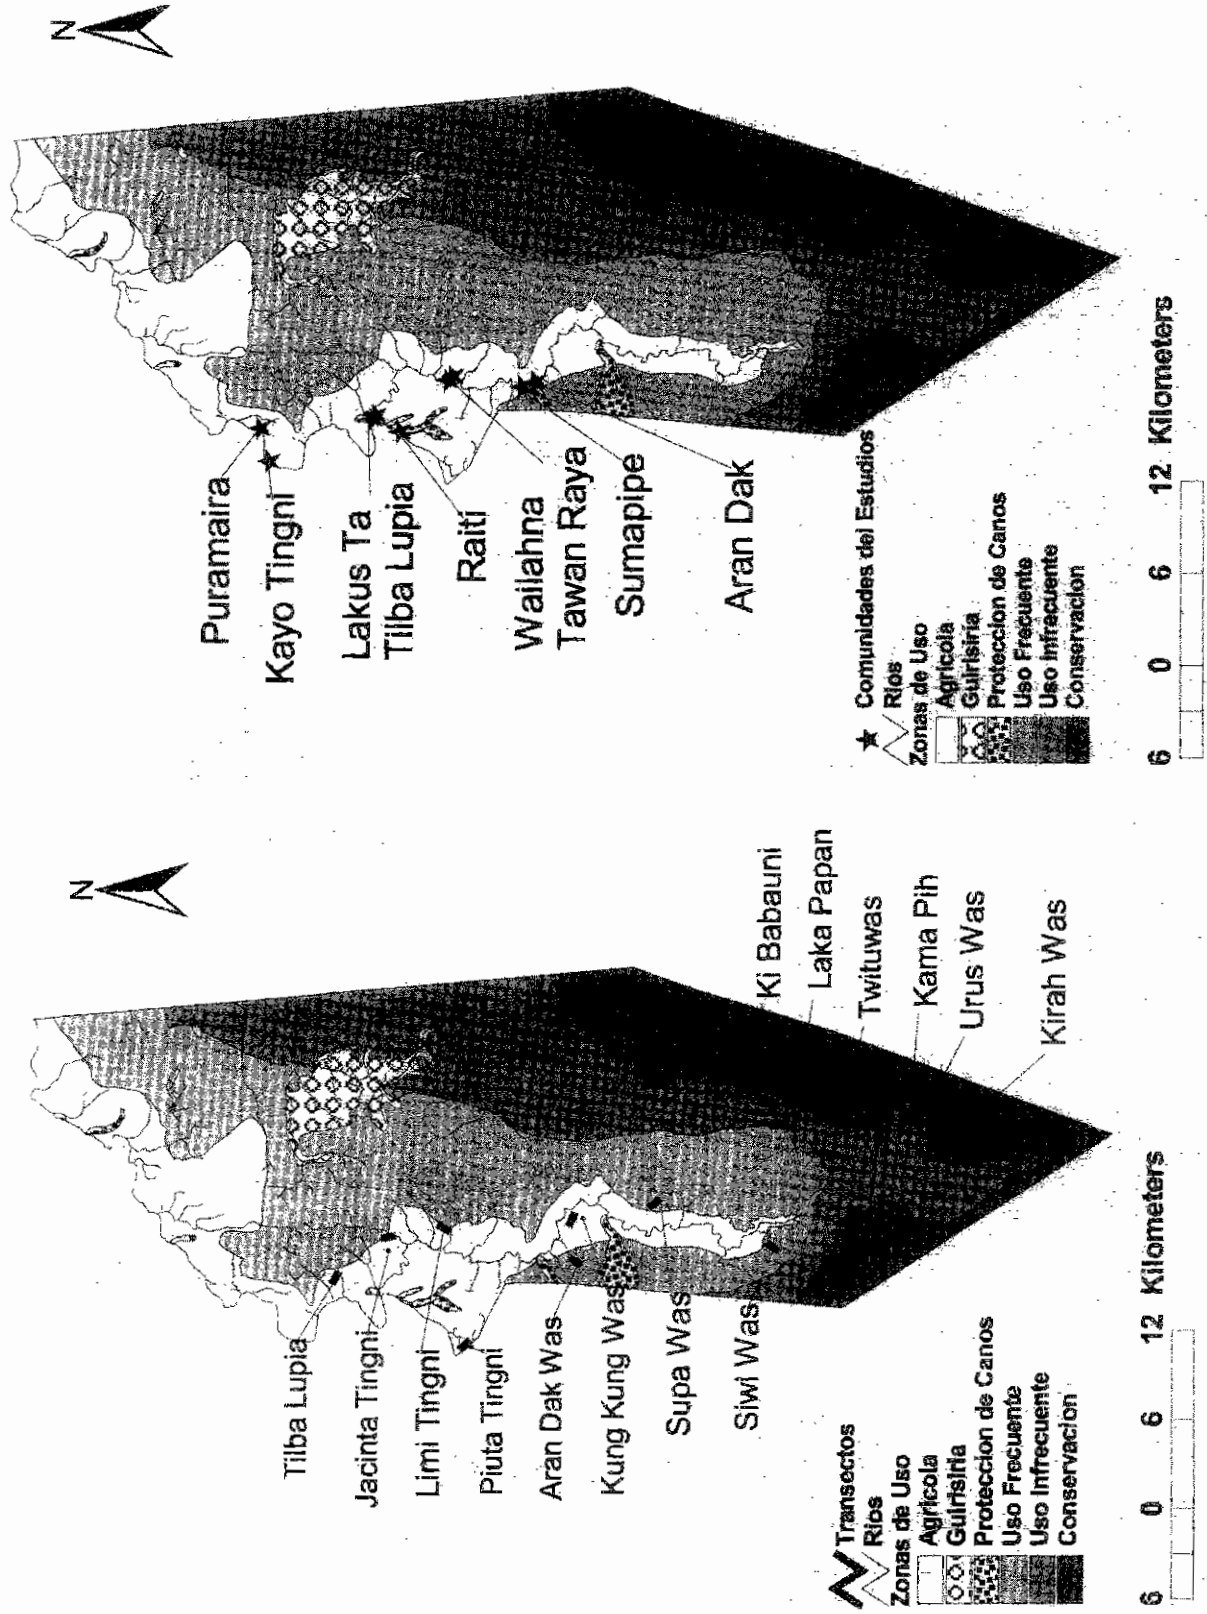 N
Puramaira
Kayo Tingni
Lakus Ta
Tilba Lupia
Raiti
Wailahna
Tawan Raya
Sumapipe
Aran Dak
Comunidades del Estudios
Rios
Zonas de Uso
Agricola
Guirisiria
Proteccion de Canos
Uso Frecuente
Uso Infrecuente
Conservacion
6 0 6 12 Kilometers
N
Tilba Lupia
Jacinta Tingni
Limi Tingni
Piuta Tingni
Aran Dak Was
Kung Kung Was
Supa Was
Siwi Was
Ki Babauni
Laka Papan
Twituwas
Kama Pih
Urus Was
Kirah Was
Transectos
Rios
Zonas de Uso
Agricola
Guirisiria
Proteccion de Canos
Uso Frecuente
Uso Infrecuente
Conservacion
6 0 6 12 Kilometers